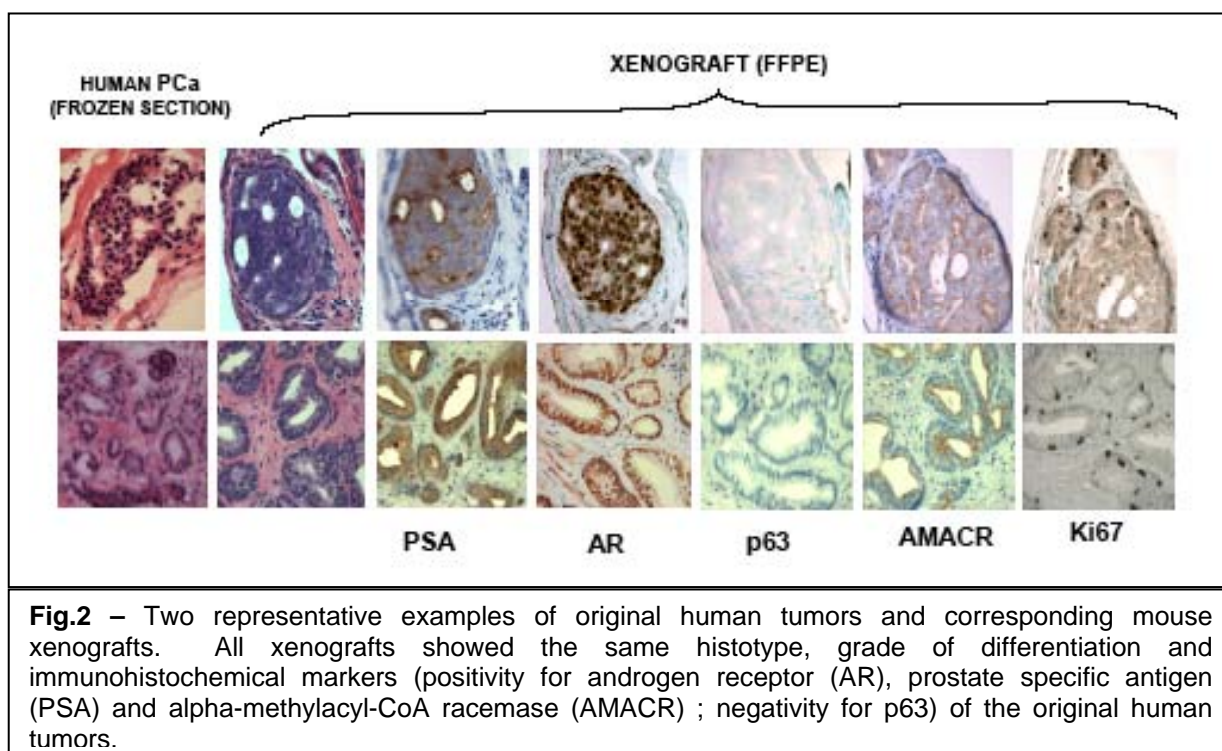 XENOGRAFT (FFPE)
HUMAN PCa
(FROZEN SECTION)
PSA AR p63 AMACR Ki67
Fig.2 – Two representative examples of original human tumors and corresponding mouse
xenografts. All xenografts showed the same histotype, grade of differentiation and
immunohistochemical markers (positivity for androgen receptor (AR), prostate specific antigen
(PSA) and alpha-methylacyl-CoA racemase (AMACR) ; negativity for p63) of the original human
tumors.